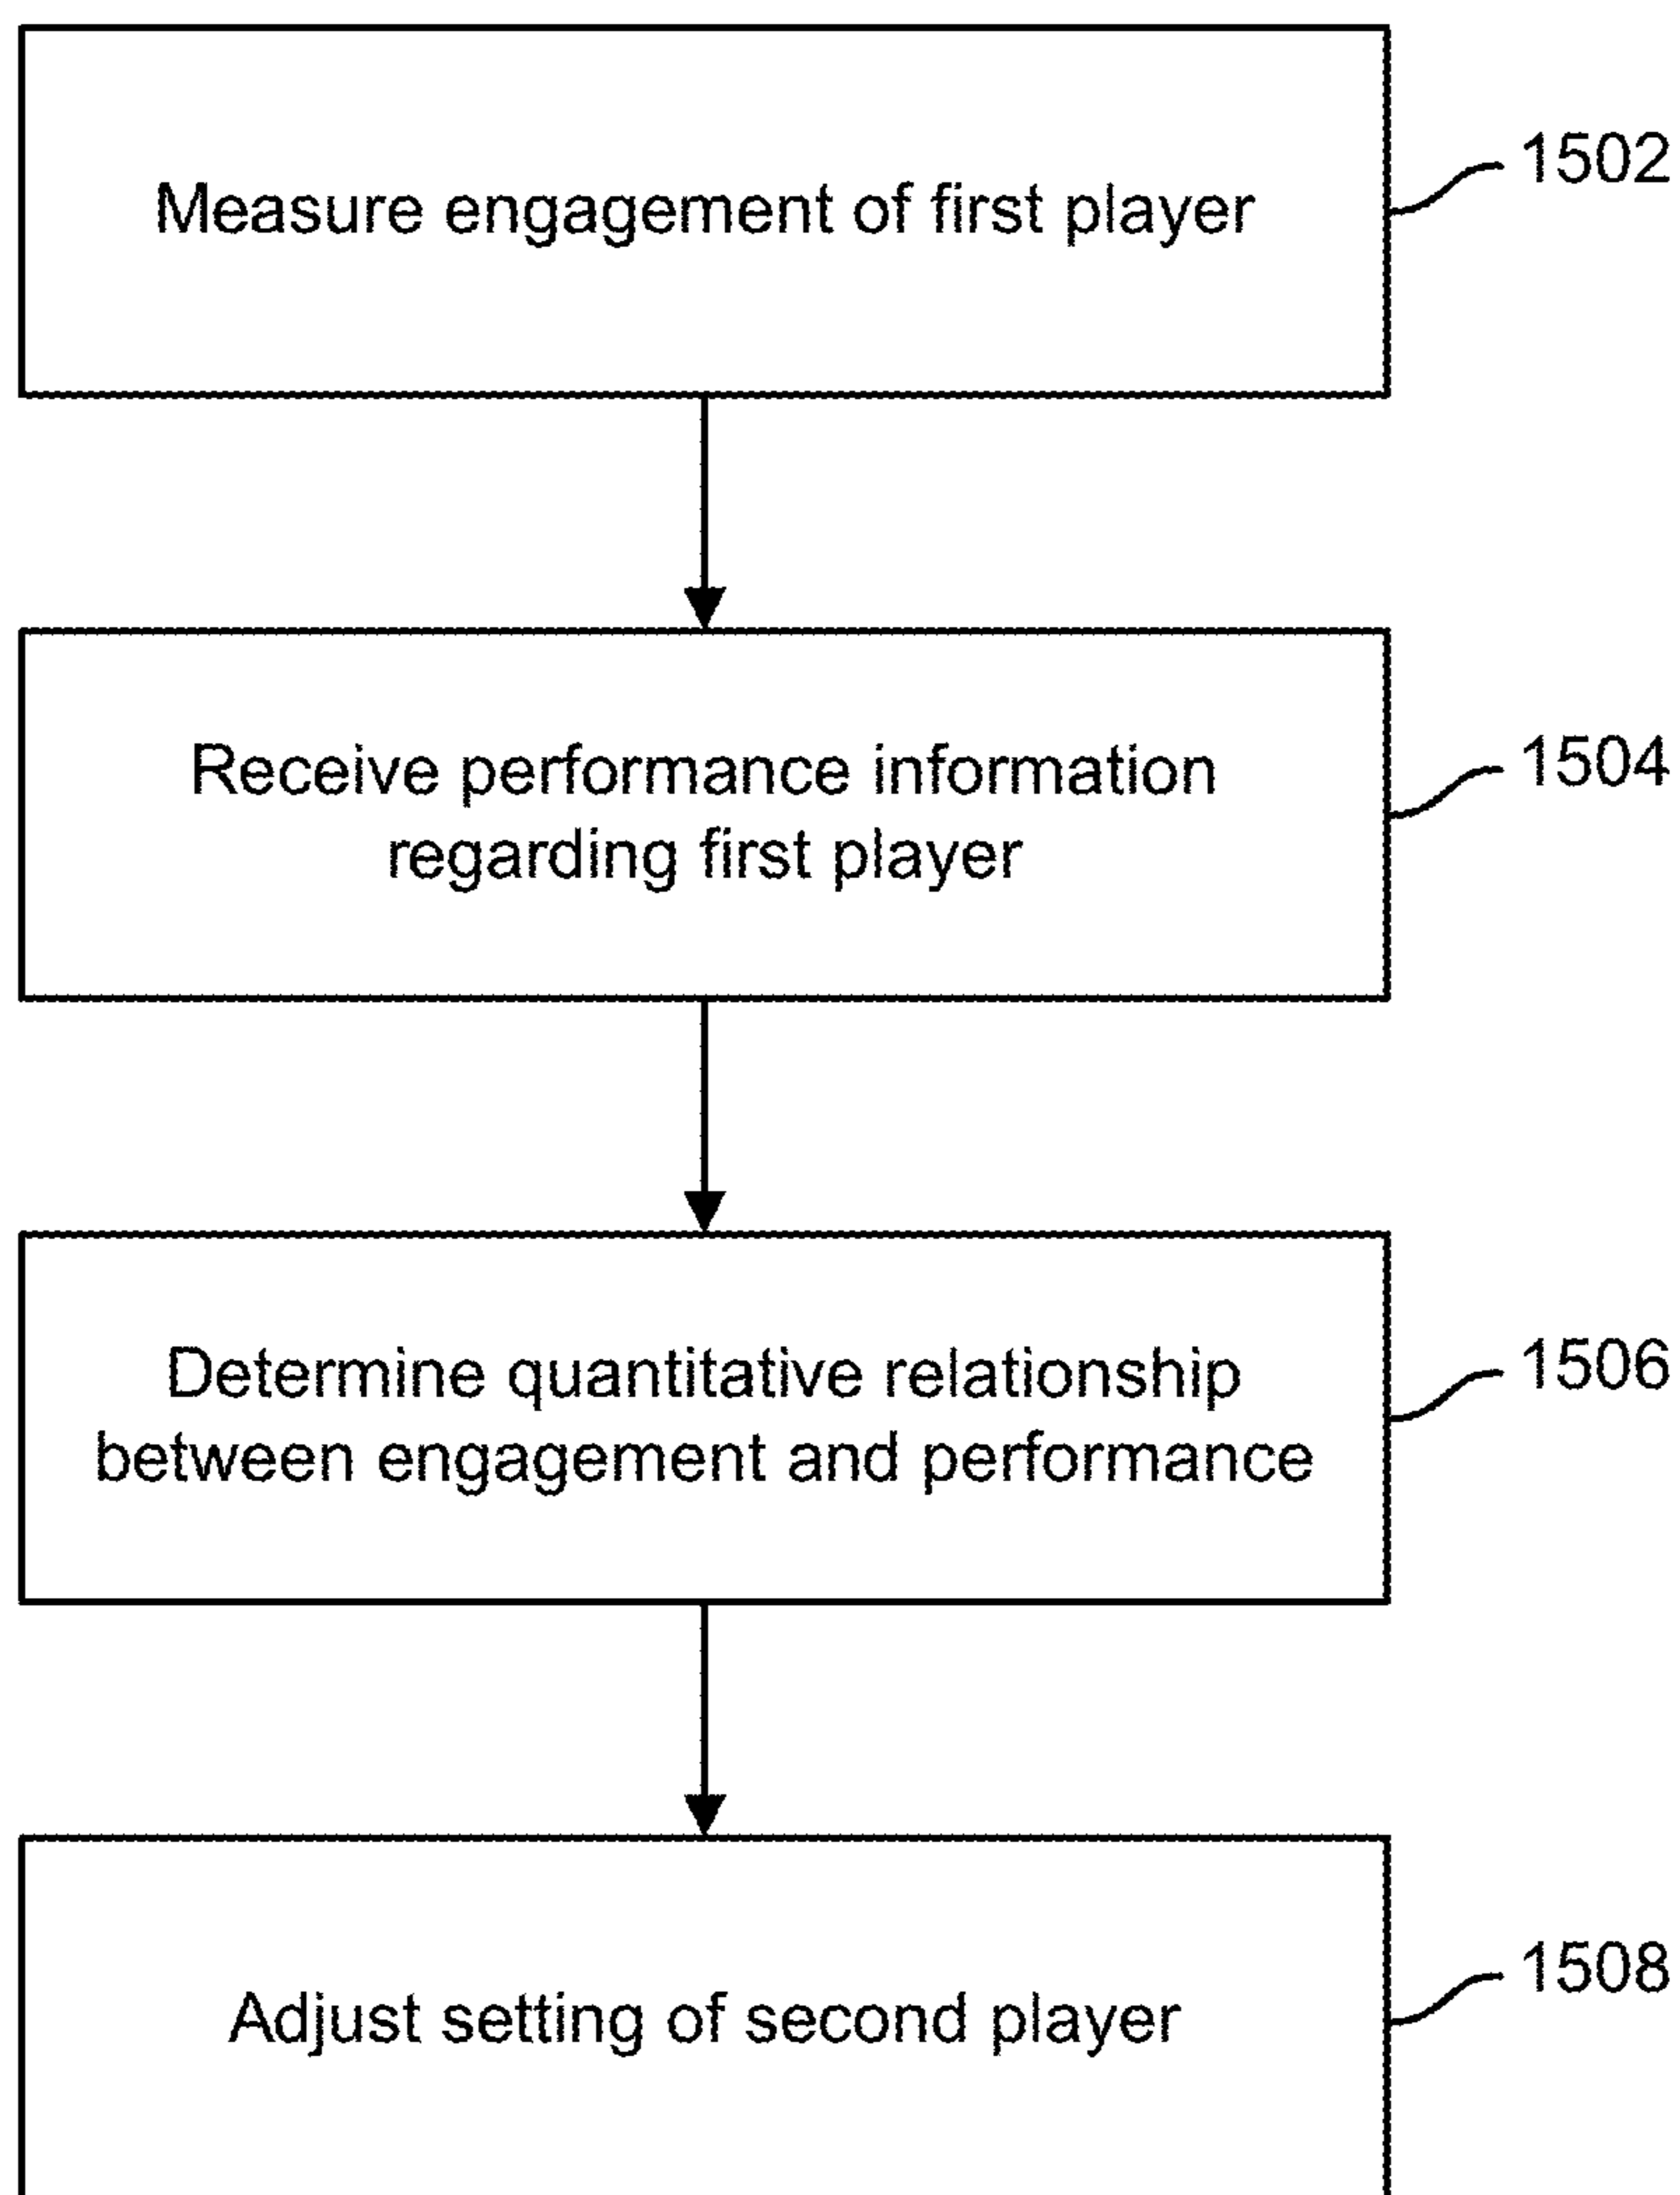 Measure engagement of first player
1502
Receive performance information
regarding first player
1504
Determine quantitative relationship
between engagement and performance
1506
Adjust setting of second player
1508